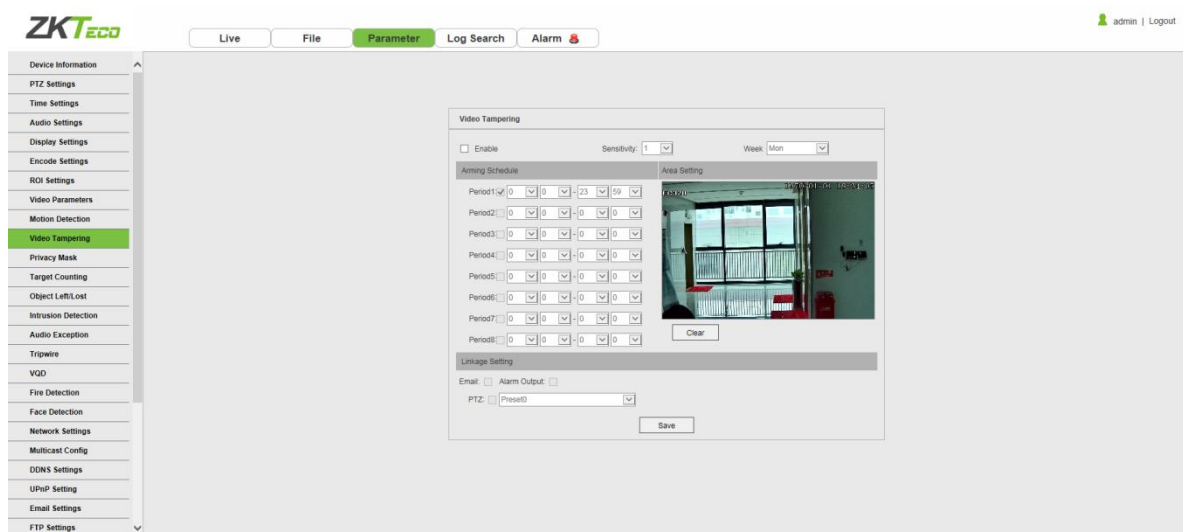 ZKTECO
admin | Logout
Live File Parameter Log Search Alarm
Device Information
PTZ Settings
Time Settings
Audio Settings
Display Settings
Encode Settings
ROI Settings
Video Parameters
Motion Detection
Video Tampering
Privacy Mask
Target Counting
Object Left/Lost
Intrusion Detection
Audio Exception
Tripwire
VQD
Fire Detection
Face Detection
Network Settings
Multicast Config
DDNS Settings
UPnP Setting
Email Settings
FTP Settings
Video Tampering
Enable Sensitivity: 1 Week Mon
Arming Schedule Area Setting
Period1: 0 0 - 23 59
Period2: 0 0 - 0 0
Period3: 0 0 - 0 0
Period4: 0 0 - 0 0
Period5: 0 0 - 0 0
Period6: 0 0 - 0 0
Period7: 0 0 - 0 0
Period8: 0 0 - 0 0
Clear
Linkage Setting
Email: Alarm Output:
PTZ: Preset0
Save